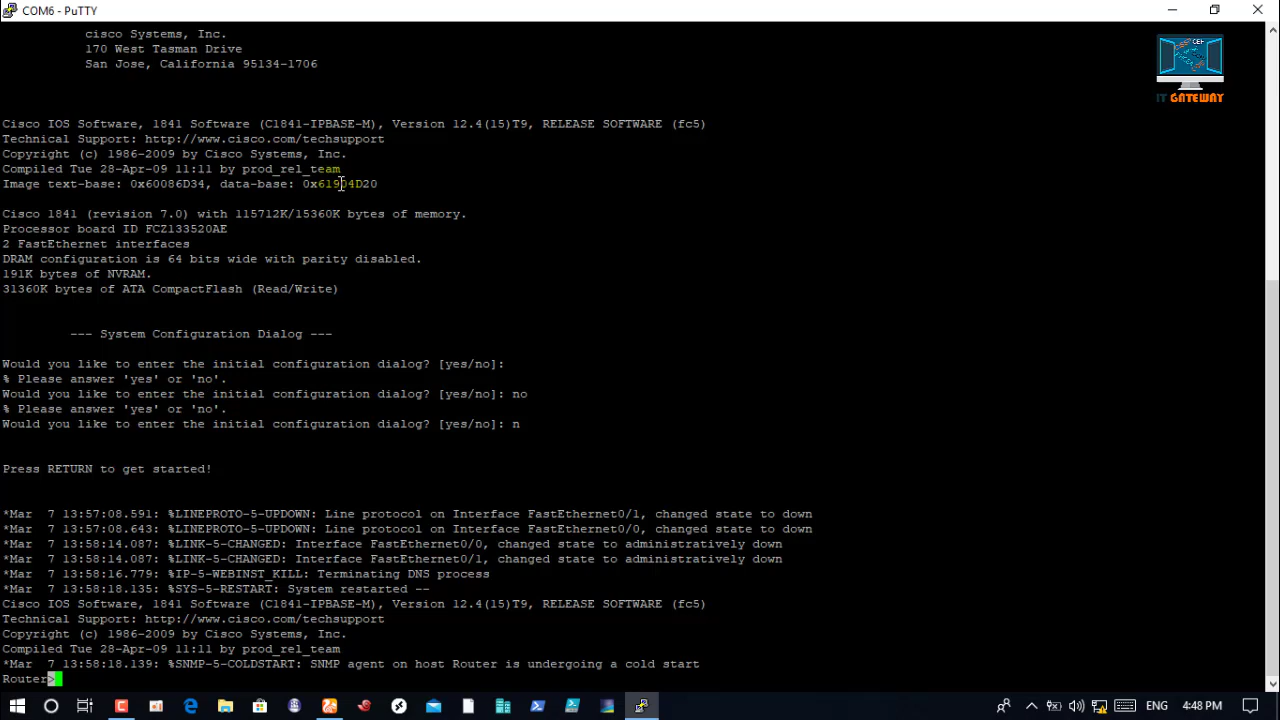 COM6 - PuTTY
cisco Systems, Inc.
170 West Tasman Drive
San Jose, California 95134-1706
CEF
IT GATEWAY
Cisco IOS Software, 1841 Software (C1841-IPBASE-M), Version 12.4(15)T9, RELEASE SOFTWARE (fc5)
Technical Support: http://www.cisco.com/techsupport
Copyright (c) 1986-2009 by Cisco Systems, Inc.
Compiled Tue 28-Apr-09 11:11 by prod_rel_team
Image text-base: 0x60086D34, data-base: 0x61904D20
Cisco 1841 (revision 7.0) with 115712K/15360K bytes of memory.
Processor board ID FCZ133520AE
2 FastEthernet interfaces
DRAM configuration is 64 bits wide with parity disabled.
191K bytes of NVRAM.
31360K bytes of ATA CompactFlash (Read/Write)
--- System Configuration Dialog ---
Would you like to enter the initial configuration dialog? [yes/no]:
% Please answer 'yes' or 'no'.
Would you like to enter the initial configuration dialog? [yes/no]: no
% Please answer 'yes' or 'no'.
Would you like to enter the initial configuration dialog? [yes/no]: n
Press RETURN to get started!
*Mar  7 13:57:08.591: %LINEPROTO-5-UPDOWN: Line protocol on Interface FastEthernet0/1, changed state to down
*Mar  7 13:57:08.643: %LINEPROTO-5-UPDOWN: Line protocol on Interface FastEthernet0/0, changed state to down
*Mar  7 13:58:14.087: %LINK-5-CHANGED: Interface FastEthernet0/0, changed state to administratively down
*Mar  7 13:58:14.087: %LINK-5-CHANGED: Interface FastEthernet0/1, changed state to administratively down
*Mar  7 13:58:16.779: %IP-5-WEBINST_KILL: Terminating DNS process
*Mar  7 13:58:18.135: %SYS-5-RESTART: System restarted --
Cisco IOS Software, 1841 Software (C1841-IPBASE-M), Version 12.4(15)T9, RELEASE SOFTWARE (fc5)
Technical Support: http://www.cisco.com/techsupport
Copyright (c) 1986-2009 by Cisco Systems, Inc.
Compiled Tue 28-Apr-09 11:11 by prod_rel_team
*Mar  7 13:58:18.139: %SNMP-5-COLDSTART: SNMP agent on host Router is undergoing a cold start
Router>
ENG 4:48 PM